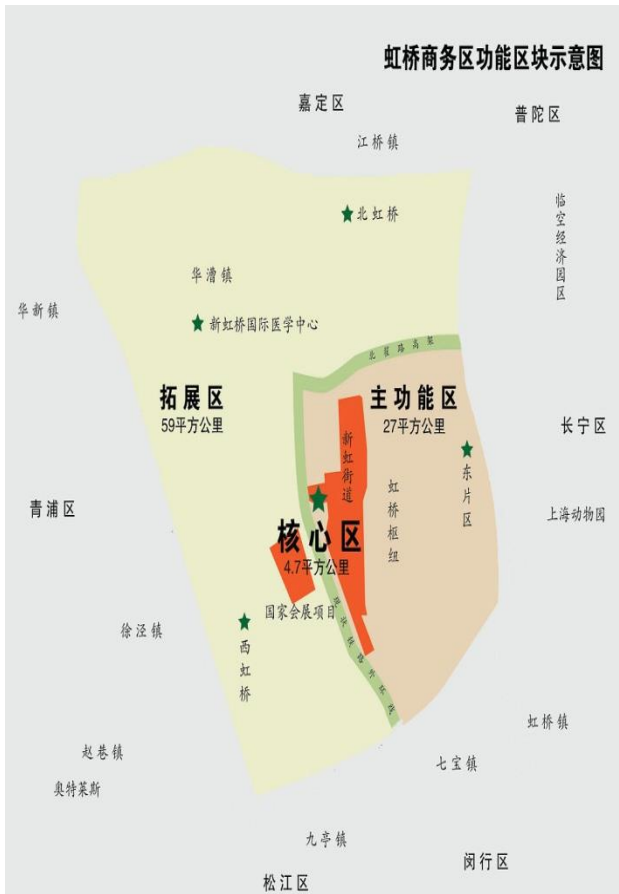 虹桥商务区功能区块示意图
嘉定区
普陀区
江桥镇
临空经济园区
北虹桥
华漕镇
华新镇
新虹桥国际医学中心
北翟路高架
拓展区
59平方公里
主功能区
27平方公里
长宁区
新虹街道
东片区
青浦区
虹桥枢纽
上海动物园
核心区
4.7平方公里
国家会展项目
现状铁路外环线
徐泾镇
西虹桥
虹桥镇
赵巷镇
七宝镇
奥特莱斯
九亭镇
闵行区
松江区